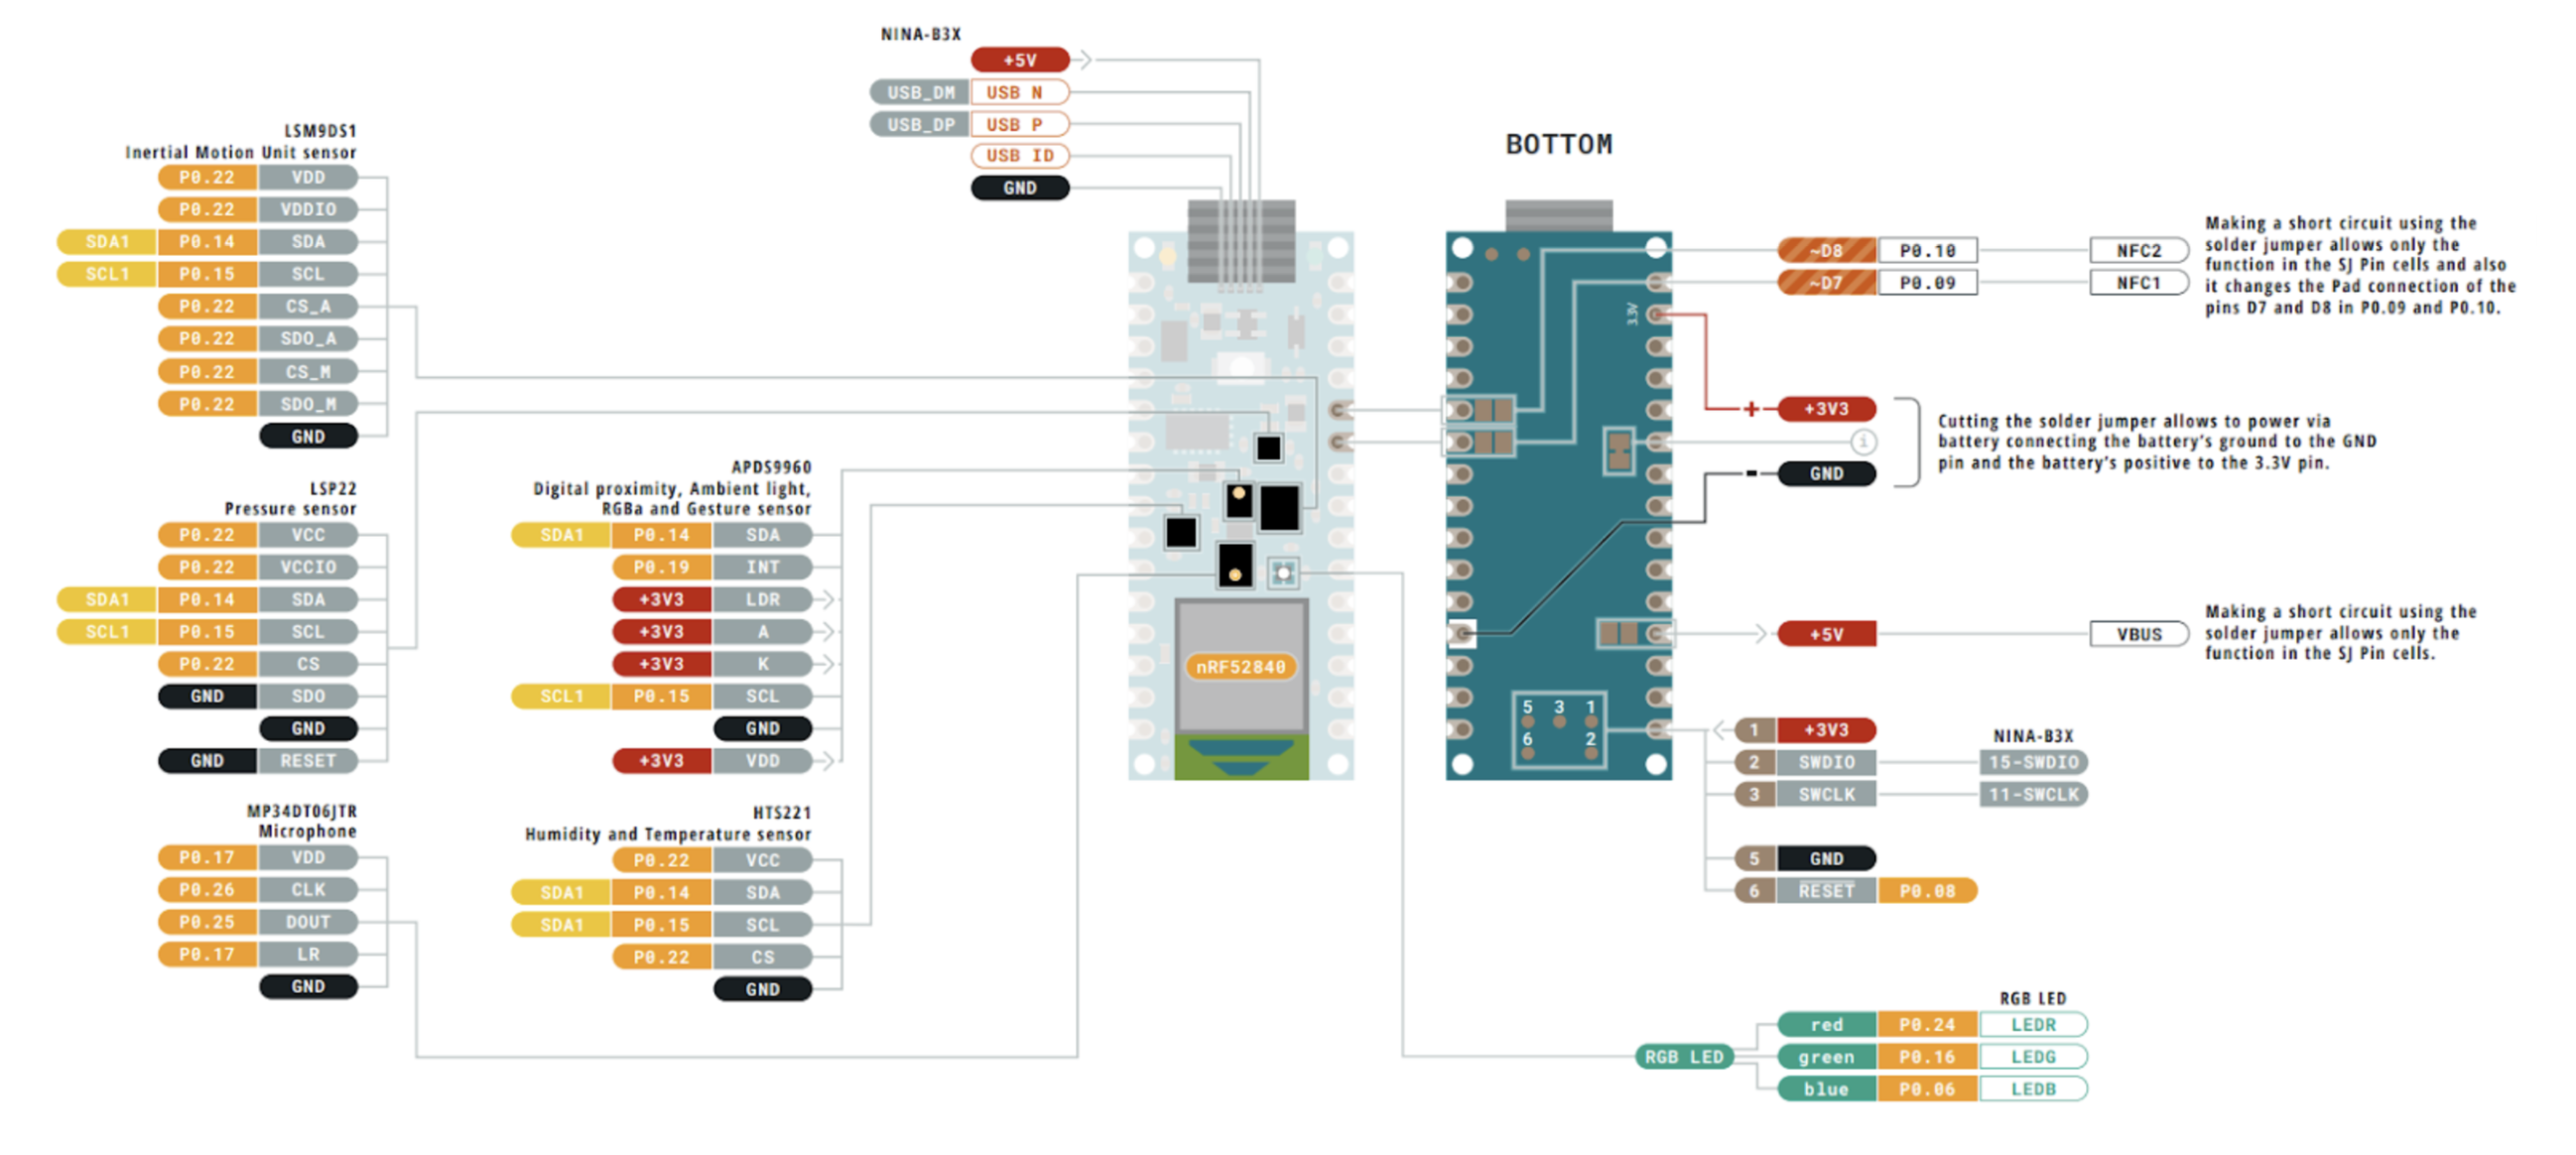 NINA-B3X
+5V
USB_DM USB N
USB_DP USB P
USB ID
GND
LSM9DS1
Inertial Motion Unit sensor
P0.22 VDD
P0.22 VDDIO
SDA1 P0.14 SDA
SCL1 P0.15 SCL
P0.22 CS_A
P0.22 SDO_A
P0.22 CS_M
P0.22 SDO_M
GND
LSP22
Pressure sensor
P0.22 VCC
P0.22 VCCIO
SDA1 P0.14 SDA
SCL1 P0.15 SCL
P0.22 CS
GND SDO
GND
GND RESET
MP34DT06JTR
Microphone
P0.17 VDD
P0.26 CLK
P0.25 DOUT
P0.17 LR
GND
APDS9960
Digital proximity, Ambient light,
RGBa and Gesture sensor
SDA1 P0.14 SDA
P0.19 INT
+3V3 LDR
+3V3 A
+3V3 K
SCL1 P0.15 SCL
GND
+3V3 VDD
HTS221
Humidity and Temperature sensor
P0.22 VCC
SDA1 P0.14 SDA
SDA1 P0.15 SCL
P0.22 CS
GND
nRF52840
BOTTOM
3.3V
5 3 1
6 2
~D8 P0.10 NFC2
~D7 P0.09 NFC1
Making a short circuit using the
solder jumper allows only the
function in the SJ Pin cells and also
it changes the Pad connection of the
pins D7 and D8 in P0.09 and P0.10.
+ +3V3
i
- GND
Cutting the solder jumper allows to power via
battery connecting the battery's ground to the GND
pin and the battery's positive to the 3.3V pin.
+5V VBUS
Making a short circuit using the
solder jumper allows only the
function in the SJ Pin cells.
1 +3V3
NINA-B3X
2 SWDIO 15-SWDIO
3 SWCLK 11-SWCLK
5 GND
6 RESET P0.08
RGB LED
RGB LED
red P0.24 LEDR
green P0.16 LEDG
blue P0.06 LEDB